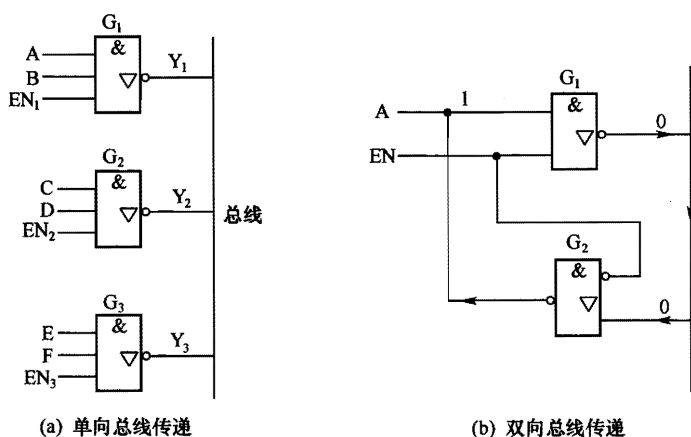 G₁
&
▽
A
B
EN₁
Y₁
G₂
&
▽
C
D
EN₂
Y₂
总线
G₃
&
▽
E
F
EN₃
Y₃
(a) 单向总线传递
A
1
G₁
&
▽
0
EN
G₂
&
▽
0
(b) 双向总线传递